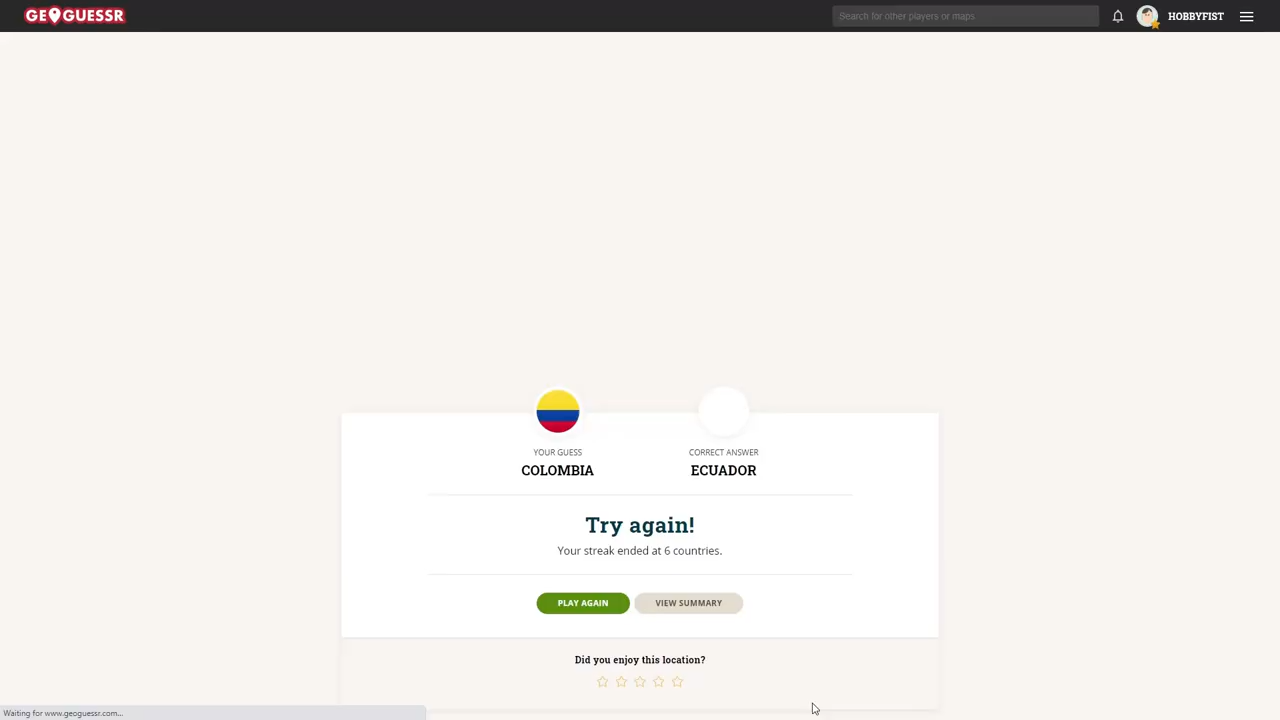 GEOGUESSR
Search for other players or maps
HOBBYFIST
YOUR GUESS
COLOMBIA
CORRECT ANSWER
ECUADOR
Try again!
Your streak ended at 6 countries.
PLAY AGAIN
VIEW SUMMARY
Did you enjoy this location?
Waiting for www.geoguessr.com...